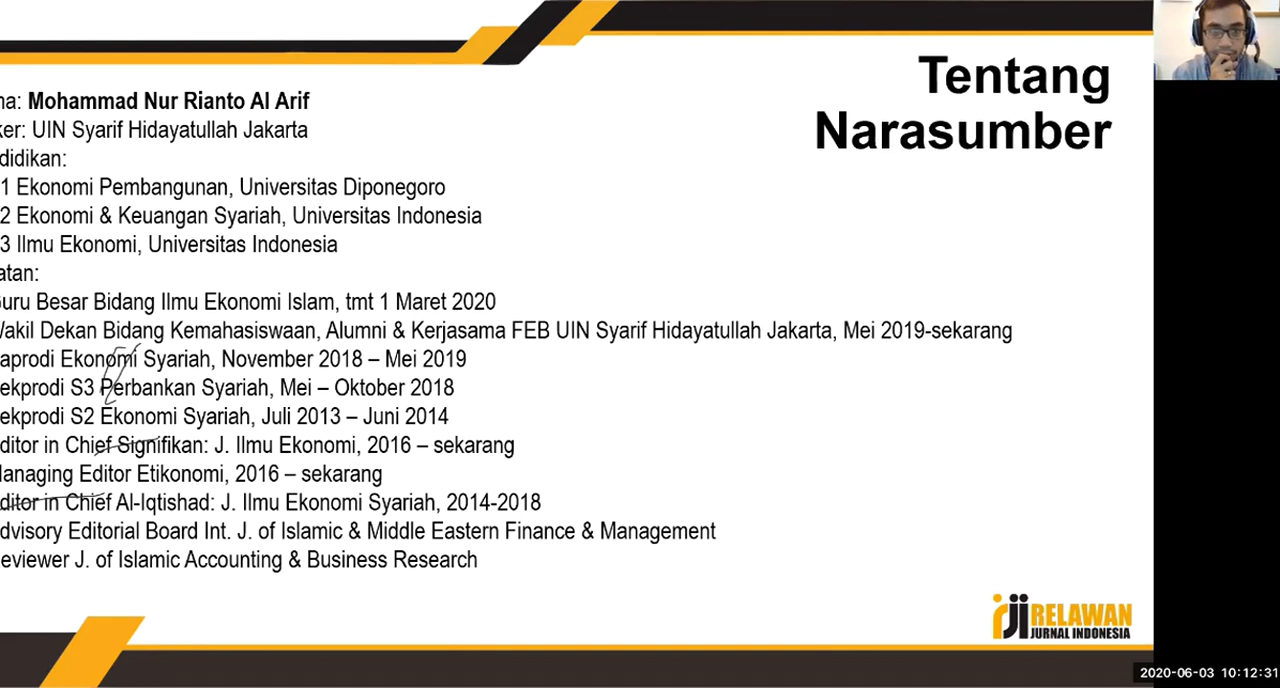 Tentang
Narasumber
na: Mohammad Nur Rianto Al Arif
ker: UIN Syarif Hidayatullah Jakarta
didikan:
1 Ekonomi Pembangunan, Universitas Diponegoro
2 Ekonomi & Keuangan Syariah, Universitas Indonesia
3 Ilmu Ekonomi, Universitas Indonesia
atan:
Guru Besar Bidang Ilmu Ekonomi Islam, tmt 1 Maret 2020
Wakil Dekan Bidang Kemahasiswaan, Alumni & Kerjasama FEB UIN Syarif Hidayatullah Jakarta, Mei 2019-sekarang
aprodi Ekonomi Syariah, November 2018 – Mei 2019
ekprodi S3 Perbankan Syariah, Mei – Oktober 2018
ekprodi S2 Ekonomi Syariah, Juli 2013 – Juni 2014
ditor in Chief Signifikan: J. Ilmu Ekonomi, 2016 – sekarang
Managing Editor Etikonomi, 2016 – sekarang
ditor in Chief Al-Iqtishad: J. Ilmu Ekonomi Syariah, 2014-2018
dvisory Editorial Board Int. J. of Islamic & Middle Eastern Finance & Management
eviewer J. of Islamic Accounting & Business Research
rji RELAWAN
JURNAL INDONESIA
2020-06-03 10:12:31